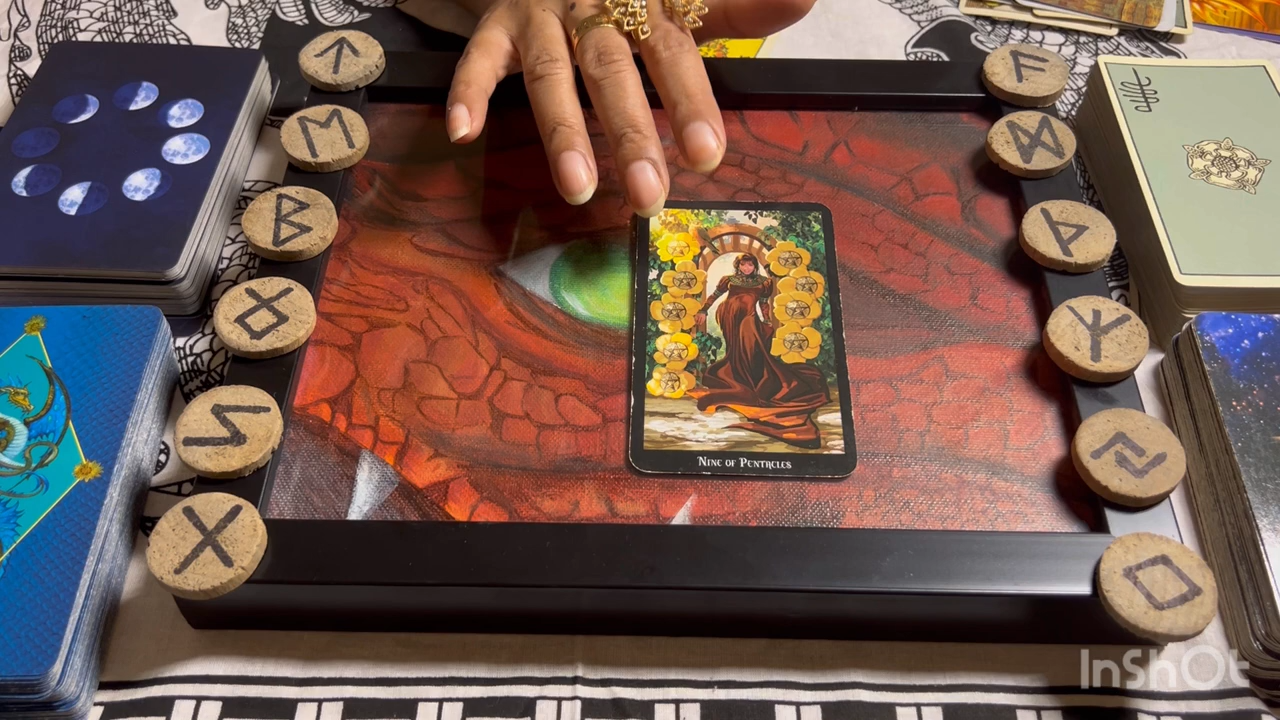 ᛏ
ᛖ
ᛒ
ᛋ
ᚷ
NINE OF PENTACLES
ᚨ
ᛞ
ᚦ
ᛉ
ᛃ
ᛜ
InShOt